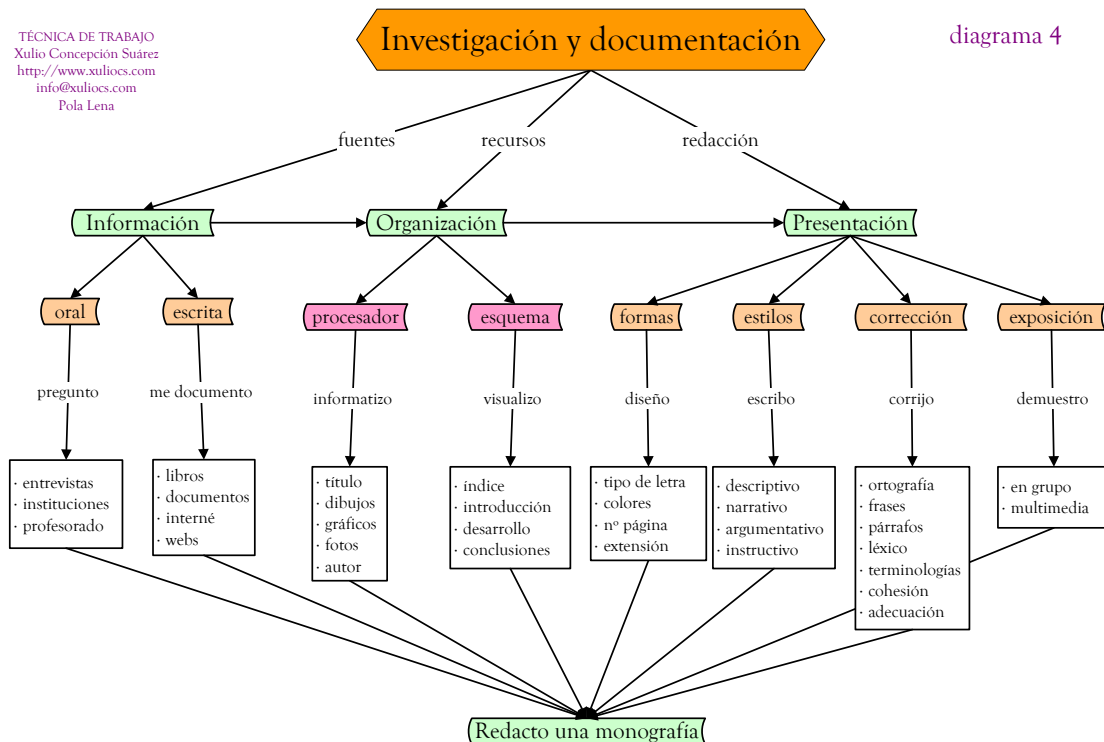 TÉCNICA DE TRABAJO
Xulio Concepción Suárez
http://www.xuliocs.com
info@xuliocs.com
Pola Lena
Investigación y documentación
diagrama 4
fuentes
recursos
redacción
Información
Organización
Presentación
oral
escrita
procesador
esquema
formas
estilos
corrección
exposición
pregunto
me documento
informatizo
visualizo
diseño
escribo
corrijo
demuestro
· entrevistas
· instituciones
· profesorado
· libros
· documentos
· interné
· webs
· título
· dibujos
· gráficos
· fotos
· autor
· índice
· introducción
· desarrollo
· conclusiones
· tipo de letra
· colores
· nº página
· extensión
· descriptivo
· narrativo
· argumentativo
· instructivo
· ortografía
· frases
· párrafos
· léxico
· terminologías
· cohesión
· adecuación
· en grupo
· multimedia
Redacto una monografía